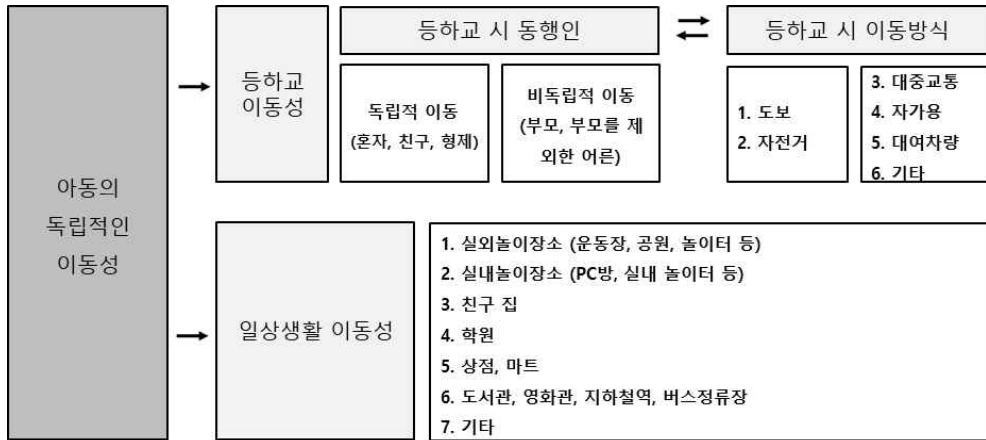 아동의
독립적인
이동성
등하교
이동성
등하교 시 동행인
등하교 시 이동방식
독립적 이동
(혼자, 친구, 형제)
비독립적 이동
(부모, 부모를 제
외한 어른)
1. 도보
2. 자전거
3. 대중교통
4. 자가용
5. 대여차량
6. 기타
일상생활 이동성
1. 실외놀이장소 (운동장, 공원, 놀이터 등)
2. 실내놀이장소 (PC방, 실내 놀이터 등)
3. 친구 집
4. 학원
5. 상점, 마트
6. 도서관, 영화관, 지하철역, 버스정류장
7. 기타